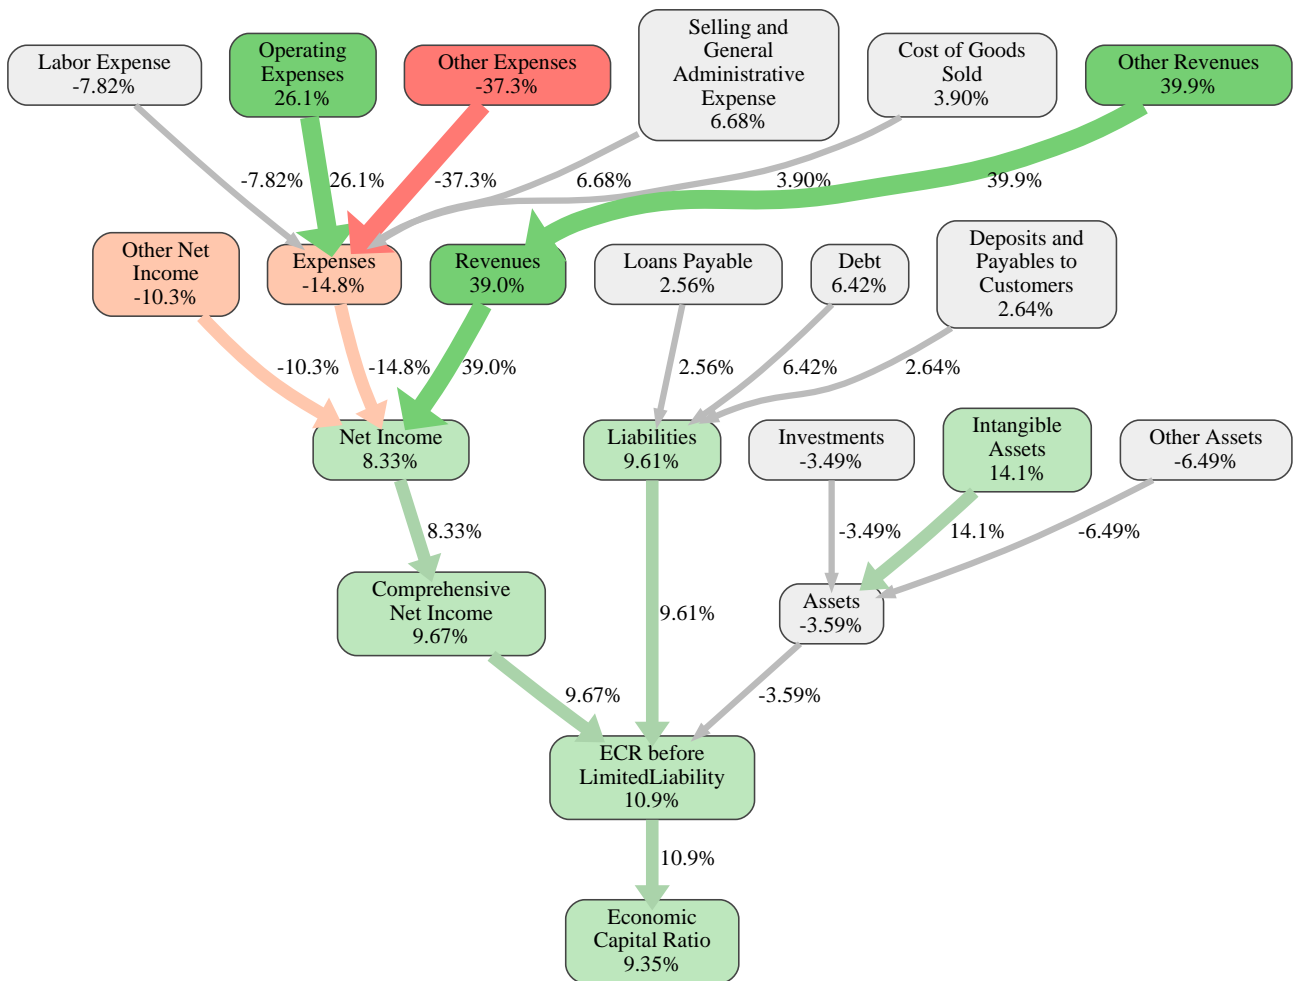 Labor Expense
-7.82%
Operating
Expenses
26.1%
Other Expenses
-37.3%
Selling and
General
Administrative
Expense
6.68%
Cost of Goods
Sold
3.90%
Other Revenues
39.9%
-7.82%
26.1%
-37.3%
6.68%
3.90%
39.9%
Other Net
Income
-10.3%
Expenses
-14.8%
Revenues
39.0%
Loans Payable
2.56%
Debt
6.42%
Deposits and
Payables to
Customers
2.64%
-10.3%
-14.8%
39.0%
2.56%
6.42%
2.64%
Net Income
8.33%
Liabilities
9.61%
Investments
-3.49%
Intangible
Assets
14.1%
Other Assets
-6.49%
8.33%
-3.49%
14.1%
-6.49%
Comprehensive
Net Income
9.67%
9.61%
Assets
-3.59%
9.67%
-3.59%
ECR before
LimitedLiability
10.9%
10.9%
Economic
Capital Ratio
9.35%